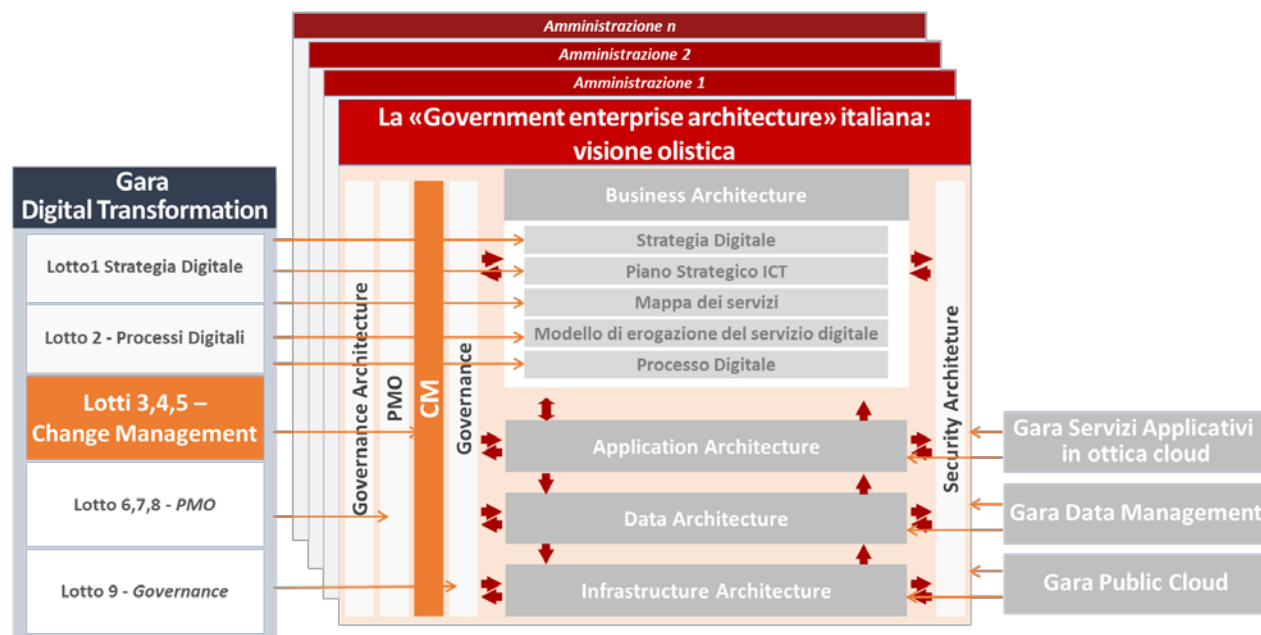 Amministrazione n
Amministrazione 2
Amministrazione 1
La «Government enterprise architecture» italiana:
visione olistica
Gara
Digital Transformation
Lotto1 Strategia Digitale
Lotto 2 - Processi Digitali
Lotti 3,4,5 –
Change Management
Lotto 6,7,8 - PMO
Lotto 9 - Governance
Governance Architecture
PMO
CM
Governance
Business Architecture
Strategia Digitale
Piano Strategico ICT
Mappa dei servizi
Modello di erogazione del servizio digitale
Processo Digitale
Application Architecture
Data Architecture
Infrastructure Architecture
Security Architeture
Gara Servizi Applicativi
in ottica cloud
Gara Data Management
Gara Public Cloud